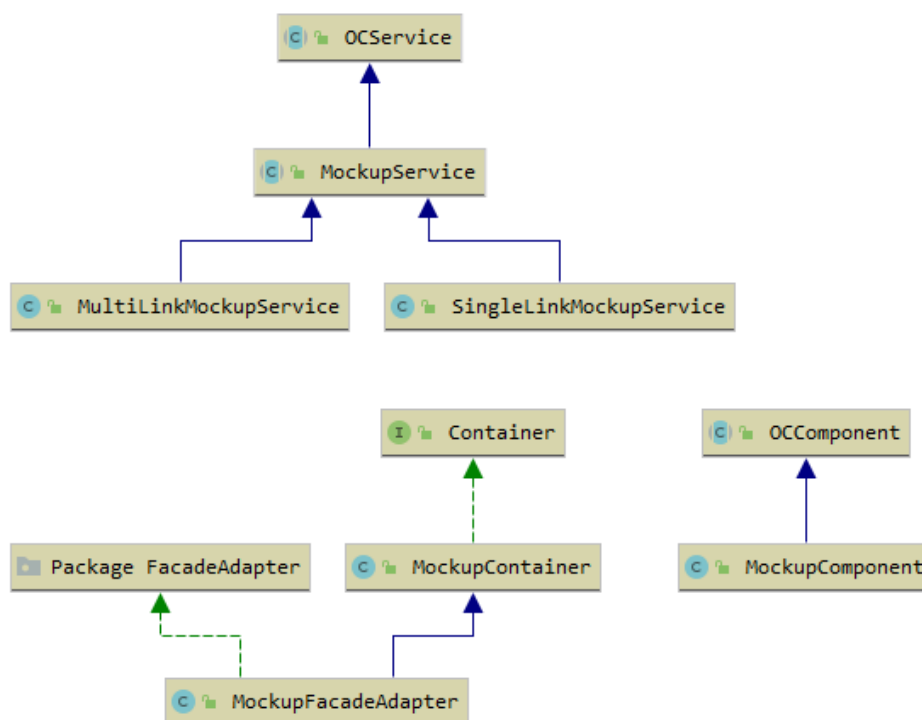 C OCService
C MockupService
C MultiLinkMockupService
C SingleLinkMockupService
I Container
C OCComponent
Package FacadeAdapter
C MockupContainer
C MockupComponent
C MockupFacadeAdapter